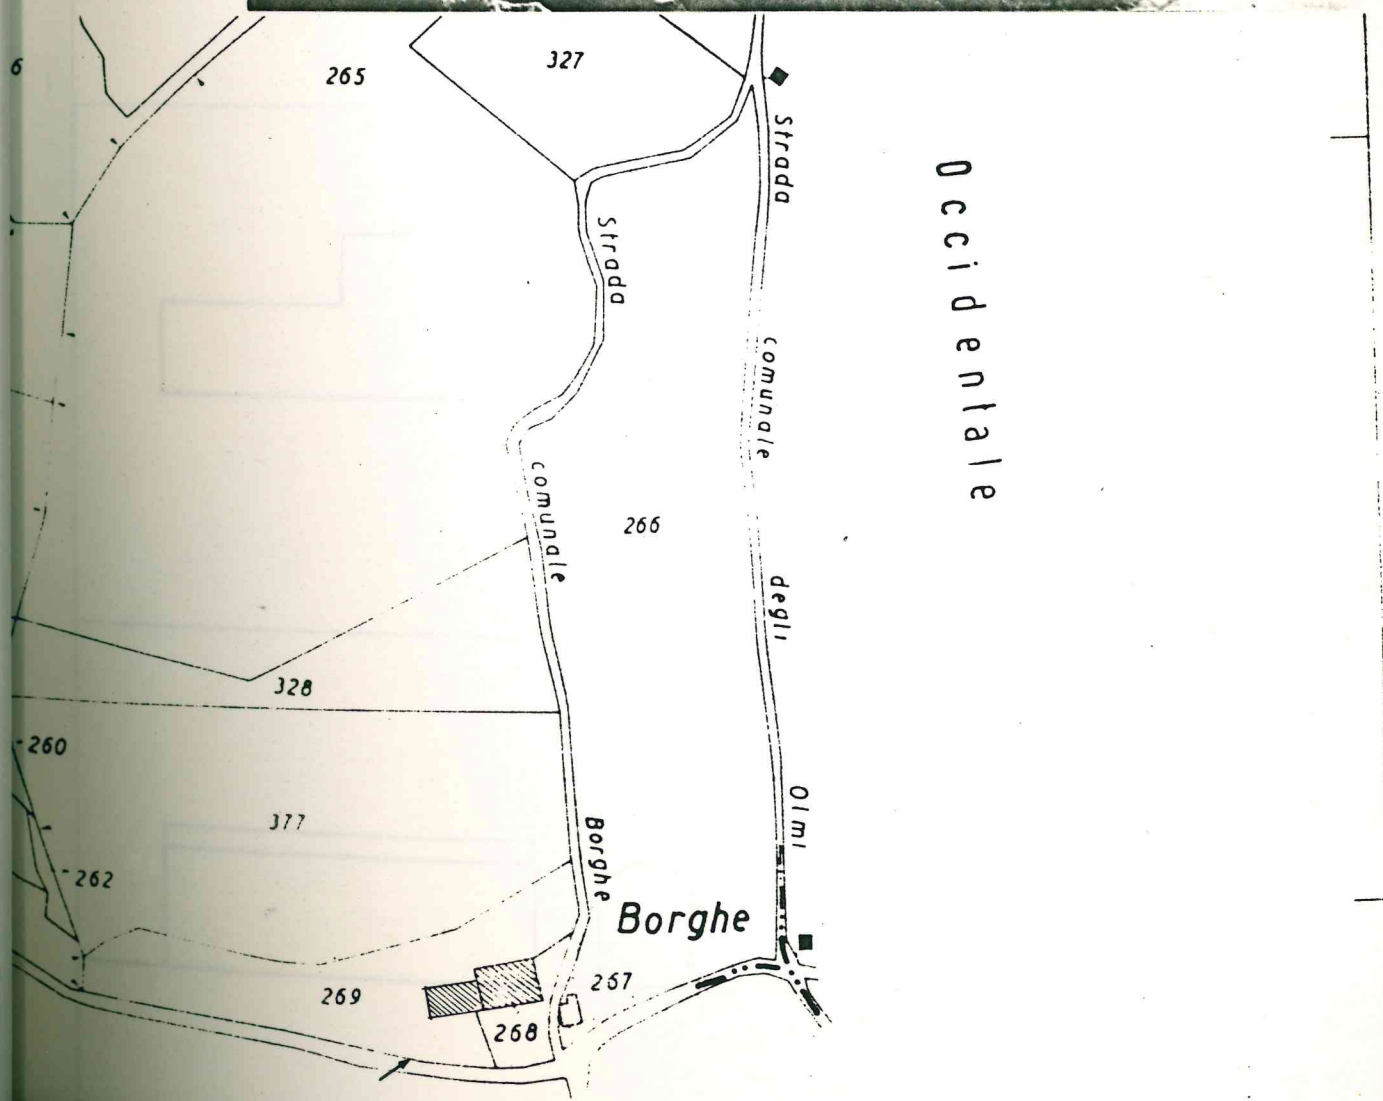 6
265
327
Strada comunale degli Olmi
Occidentale
Strada comunale Borghe
266
328
260
377
262
Borghe
267
269
268